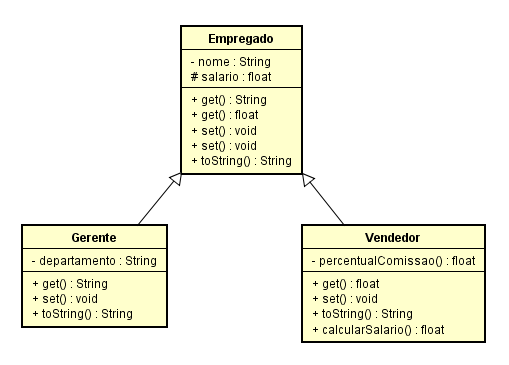 Empregado
- nome : String
# salario : float
+ get() : String
+ get() : float
+ set() : void
+ set() : void
+ toString() : String
Gerente
- departamento : String
+ get() : String
+ set() : void
+ toString() : String
Vendedor
- percentualComissao() : float
+ get() : float
+ set() : void
+ toString() : String
+ calcularSalario() : float